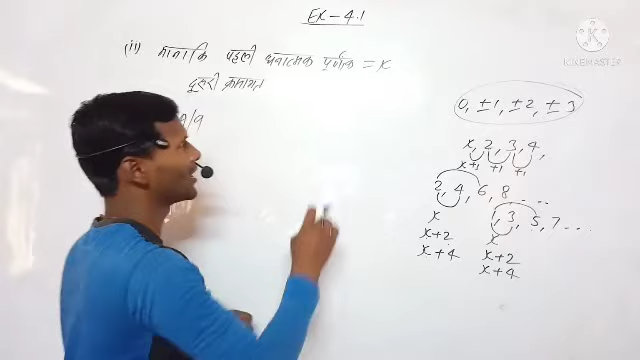 Ex – 4.1
(ii) माना कि पहली धनात्मक पूर्णांक = x
दूसरी क्रमागत
0, ±1, ±2, ±3
x, 2, 3, 4,
x+1 +1 +1
2, 4, 6, 8 ....
x
x+2
x+4
1, 3, 5, 7 ....
x
x+2
x+4
KINEMASTER